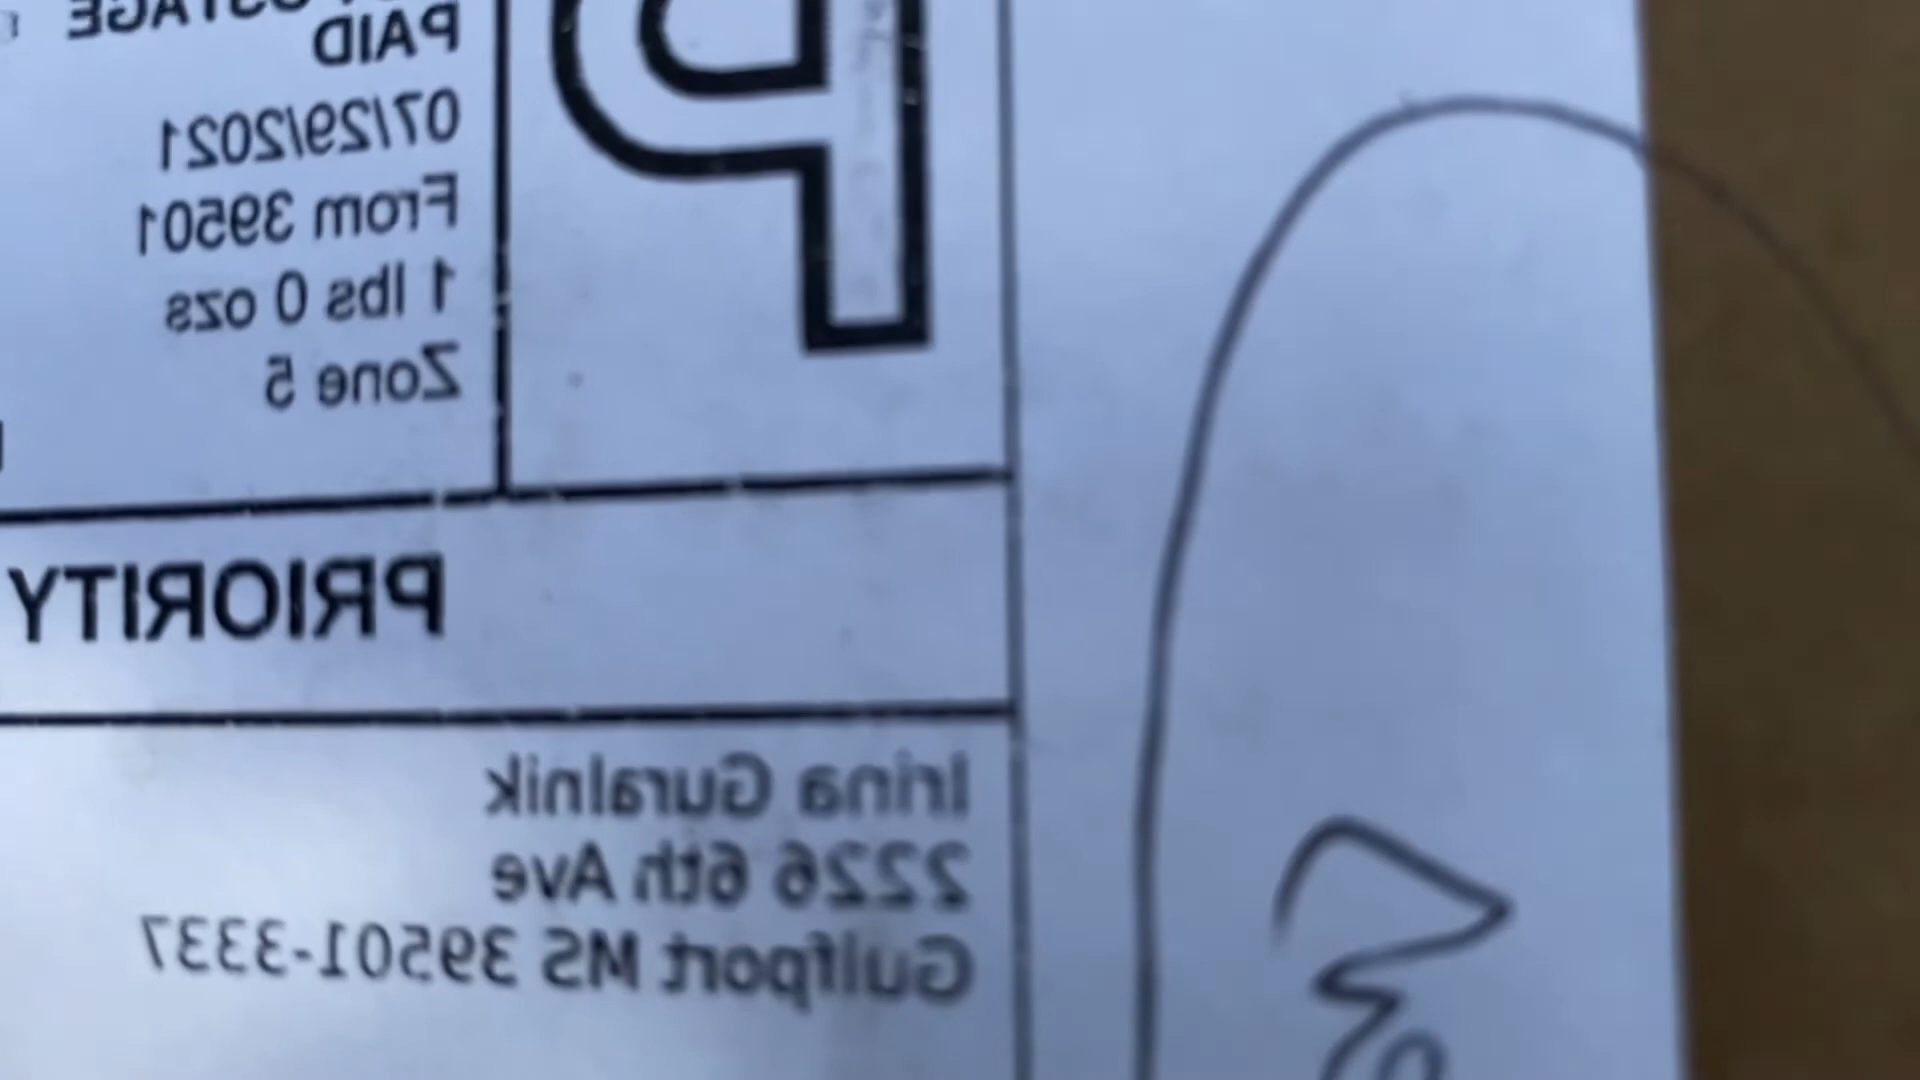 POSTAGE
PAID
07/29/2021
From 39501
1 lbs 0 ozs
Zone 5
P
PRIORITY
Irina Guralnik
2226 6th Ave
Gulfport MS 39501-3337